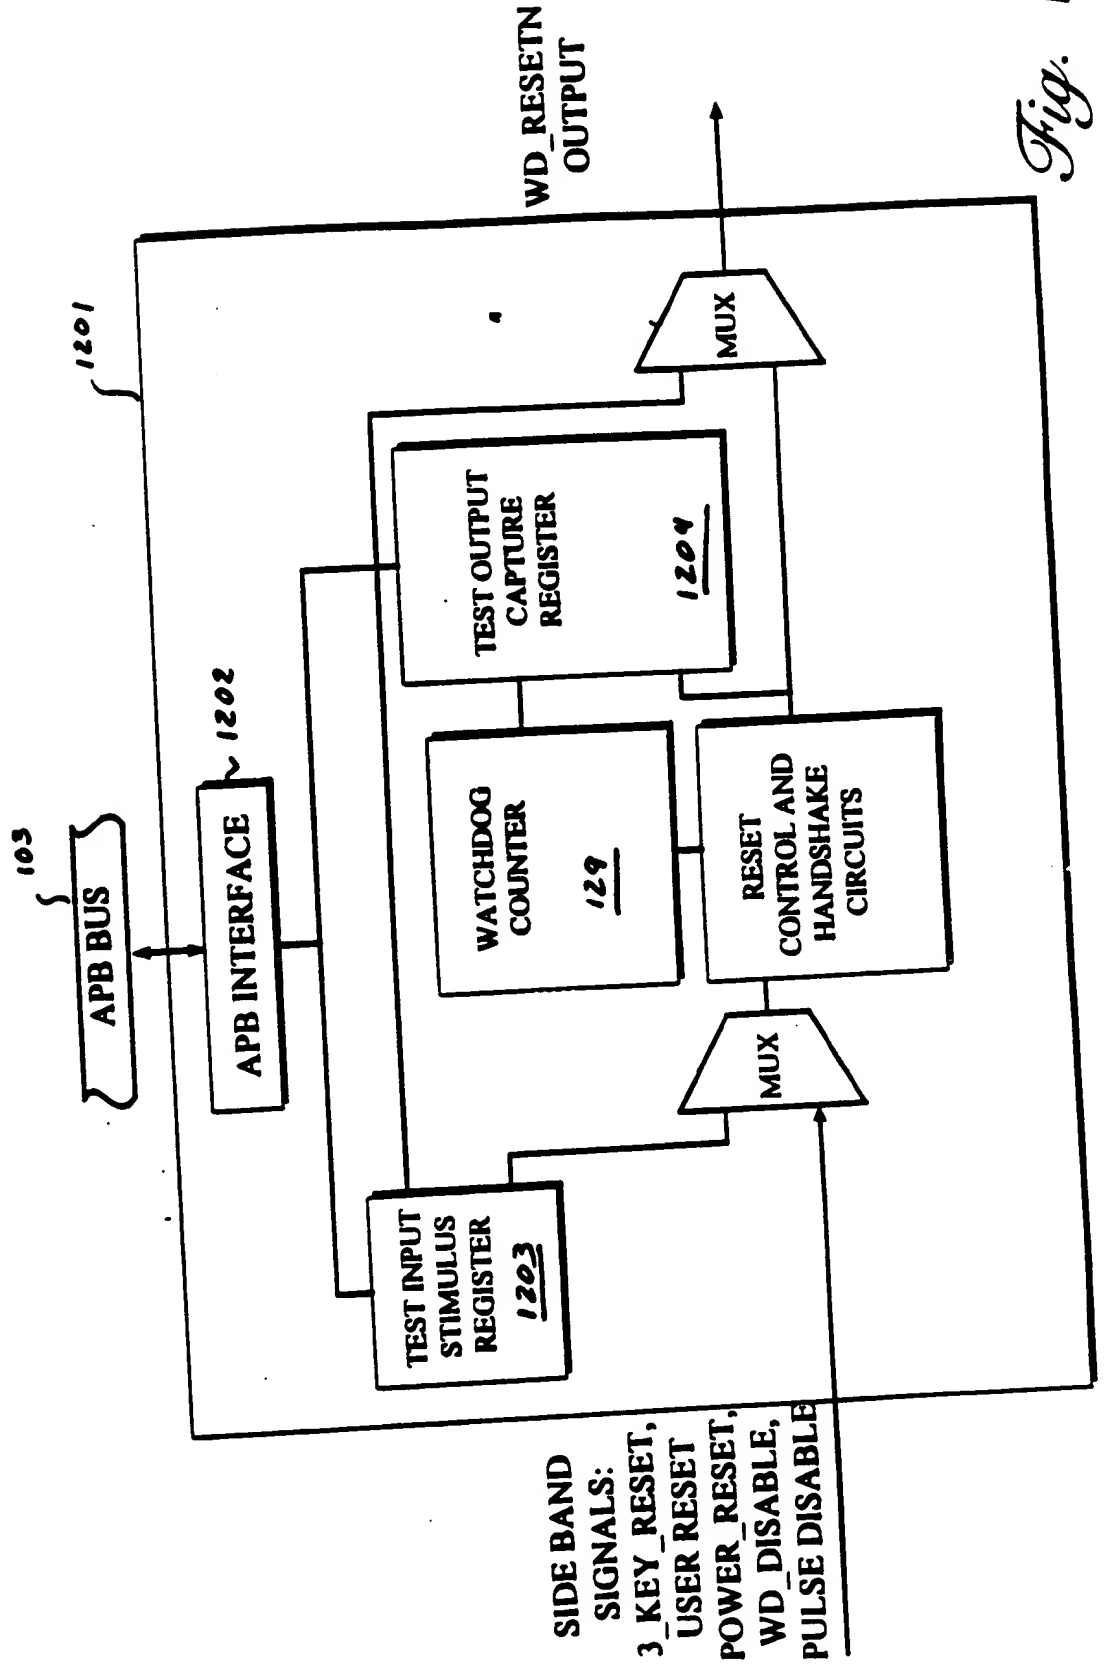 103
APB BUS
1201
1202
APB INTERFACE
TEST INPUT
STIMULUS
REGISTER
1203
WATCHDOG
COUNTER
129
TEST OUTPUT
CAPTURE
REGISTER
1204
RESET
CONTROL AND
HANDSHAKE
CIRCUITS
MUX
MUX
WD_RESETN
OUTPUT
SIDE BAND
SIGNALS:
3_KEY_RESET,
USER RESET
POWER_RESET,
WD_DISABLE,
PULSE DISABLE
Fig.